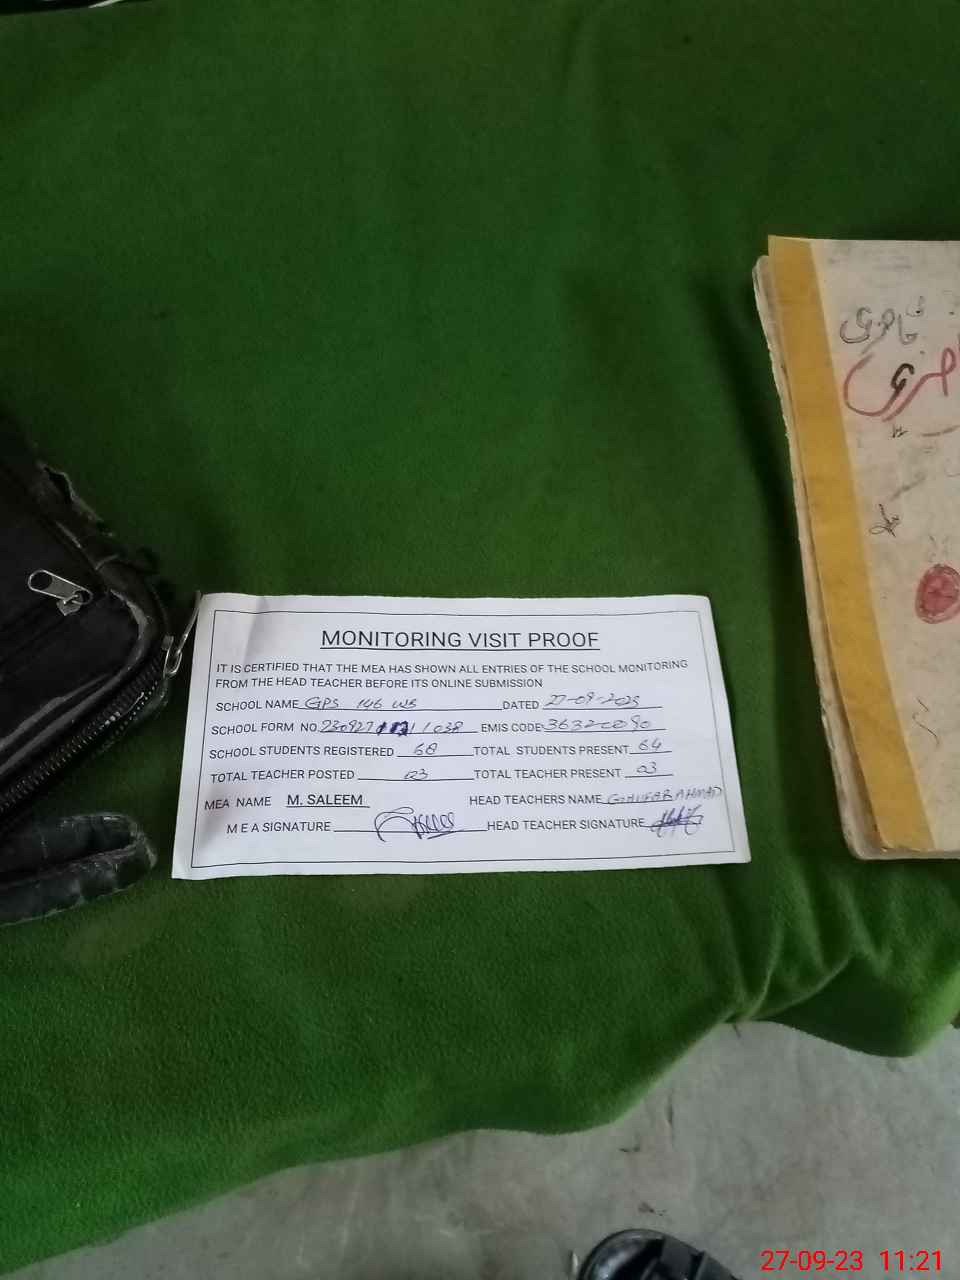 MONITORING VISIT PROOF
IT IS CERTIFIED THAT THE MEA HAS SHOWN ALL ENTRIES OF THE SCHOOL MONITORING
FROM THE HEAD TEACHER BEFORE ITS ONLINE SUBMISSION
SCHOOL NAME GPS 146 WB DATED 27-09-2023
SCHOOL FORM NO. EMIS CODE: 36320090
SCHOOL STUDENTS REGISTERED 68 TOTAL STUDENTS PRESENT 64
TOTAL TEACHER POSTED 03 TOTAL TEACHER PRESENT 03
MEA NAME M. SALEEM HEAD TEACHERS NAME AHMAD
M E A SIGNATURE HEAD TEACHER SIGNATURE
27-09-23 11:21